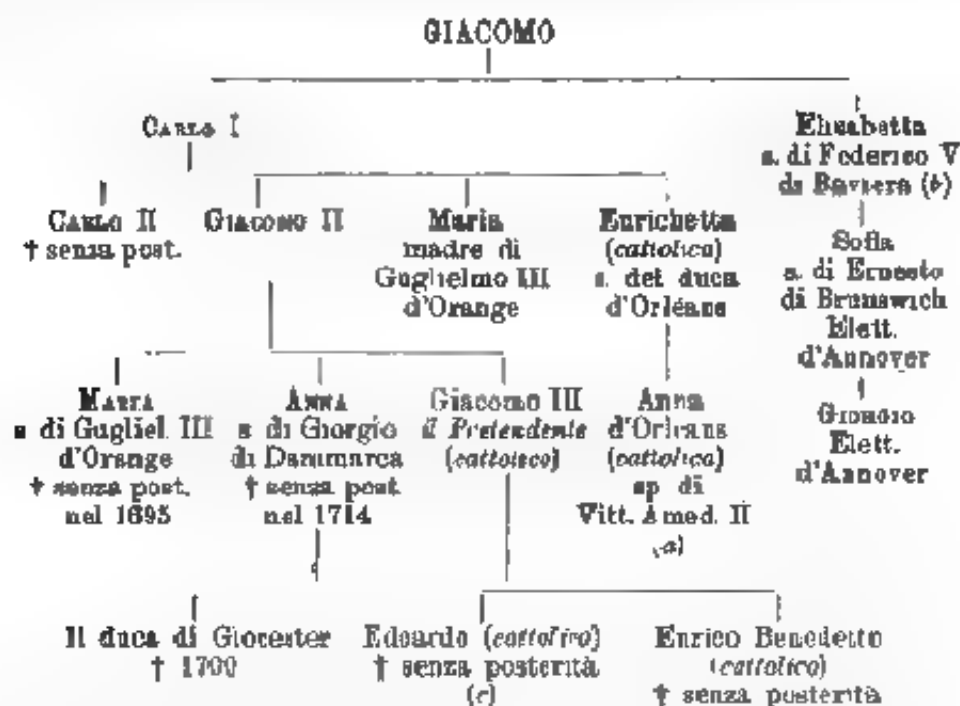 GIACOMO
CARLO I
Elisabetta
s. di Federico V
di Baviera (b)
CARLO II
† senza post.
GIACOMO II
Maria
madre di
Guglielmo III
d'Orange
Enrichetta
(cattolica)
s. del duca
d'Orléans
Sofia
s. di Ernesto
di Brunswich
Elett.
d'Annover
MARIA
s di Gugliel. III
d'Orange
† senza post.
nel 1695
ANNA
s di Giorgio
di Danimarca
† senza post
nel 1714
Giacomo III
il Pretendente
(cattolico)
Anna
d'Orleans
(cattolica)
sp di
Vitt. Amed. II
(a)
GIORGIO
Elett.
d'Annover
Il duca di Glocester
† 1700
Edoardo (cattolico)
† senza posterità
(c)
Enrico Benedetto
(cattolico)
† senza posterità